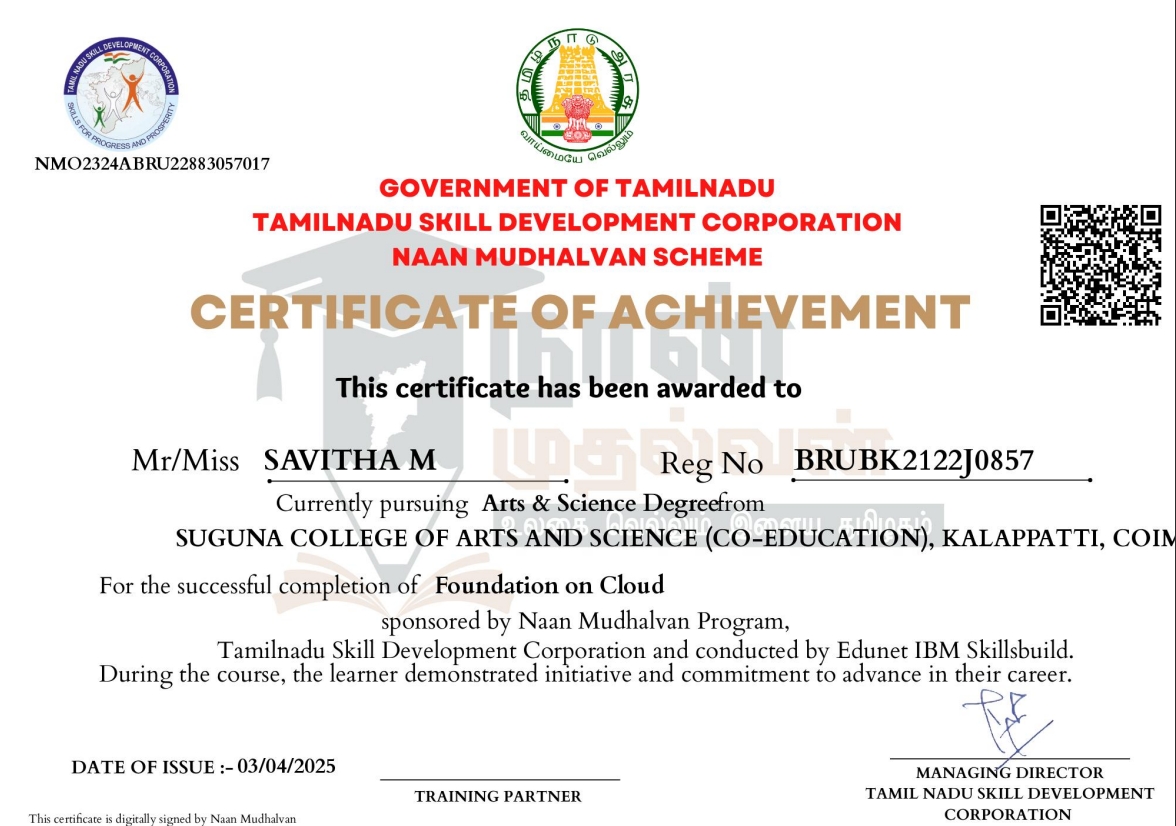 TAMIL NADU SKILL DEVELOPMENT CORPORATION
SKILLS FOR PROGRESS AND PROSPERITY
தமிழ் நாடு அரசு
வாய்மையே வெல்லும்
NMO2324ABRU22883057017
GOVERNMENT OF TAMILNADU
TAMILNADU SKILL DEVELOPMENT CORPORATION
NAAN MUDHALVAN SCHEME
CERTIFICATE OF ACHIEVEMENT
நான்
முதல்வன்
உலகை வெல்லும் இளைய தமிழகம்
This certificate has been awarded to
Mr/Miss SAVITHA M Reg No BRUBK2122J0857
Currently pursuing Arts & Science Degreefrom
SUGUNA COLLEGE OF ARTS AND SCIENCE (CO-EDUCATION), KALAPPATTI, COIM
For the successful completion of Foundation on Cloud
sponsored by Naan Mudhalvan Program,
Tamilnadu Skill Development Corporation and conducted by Edunet IBM Skillsbuild.
During the course, the learner demonstrated initiative and commitment to advance in their career.
DATE OF ISSUE :- 03/04/2025
TRAINING PARTNER
MANAGING DIRECTOR
TAMIL NADU SKILL DEVELOPMENT
CORPORATION
This certificate is digitally signed by Naan Mudhalvan